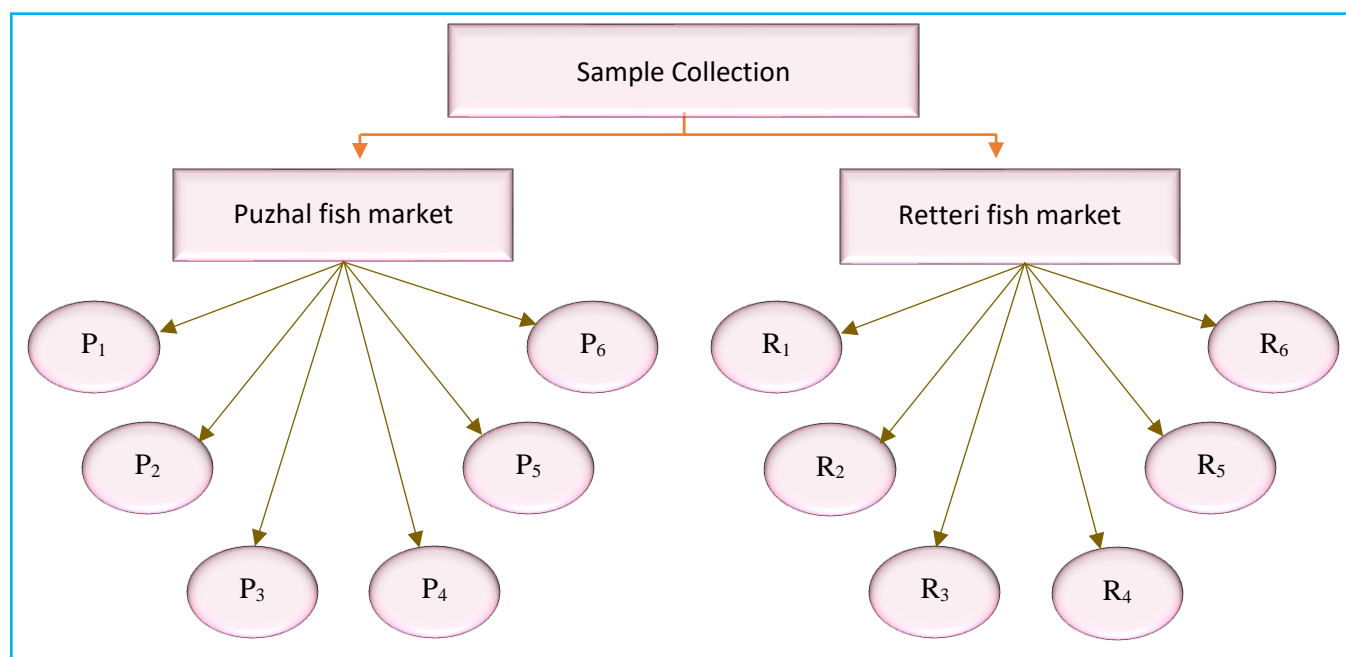 Sample Collection
Puzhal fish market
Retteri fish market
P₁
P₆
R₁
R₆
P₂
P₅
R₂
R₅
P₃
P₄
R₃
R₄